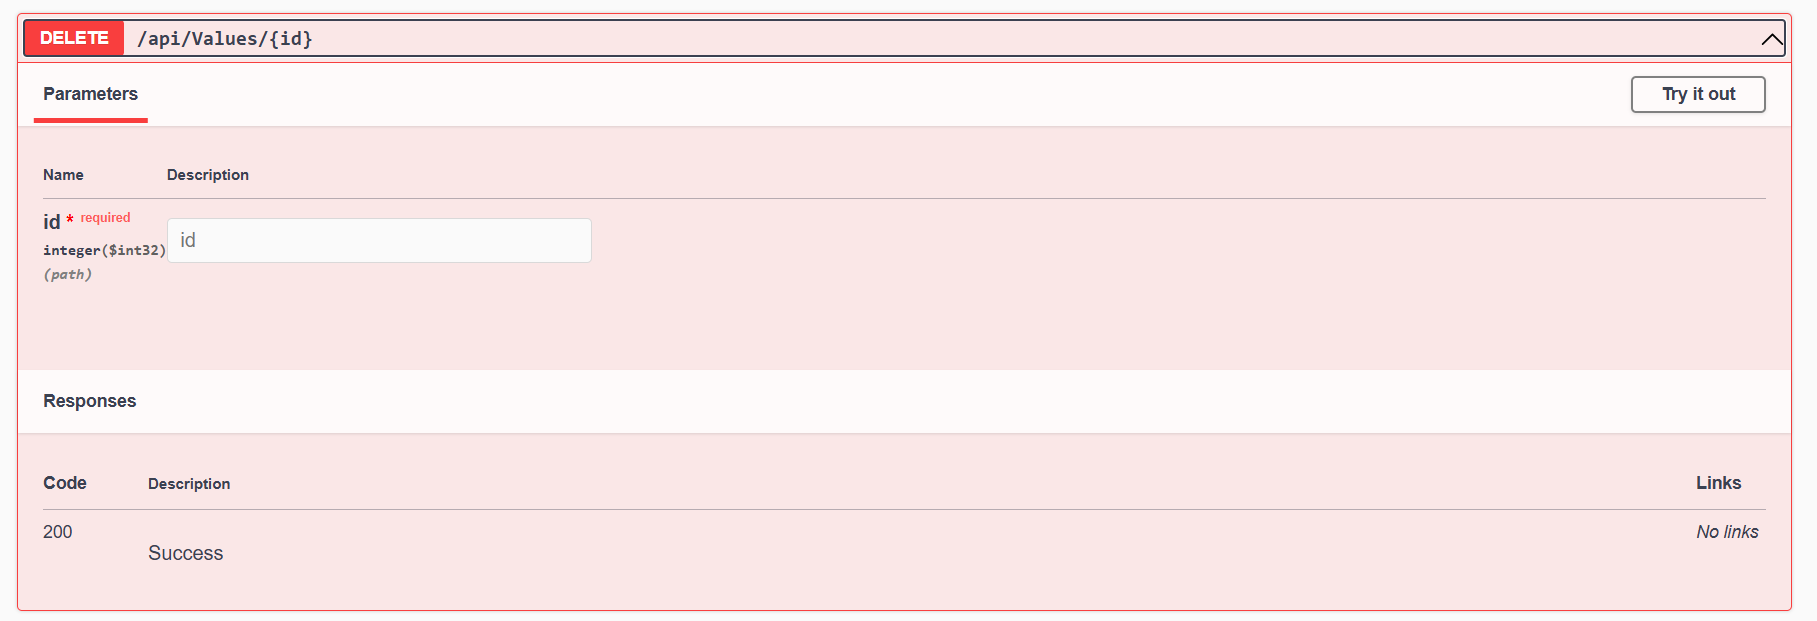 DELETE /api/Values/{id}
Parameters Try it out
Name Description
id * required
integer($int32) id
(path)
Responses
Code Description Links
200 No links
Success